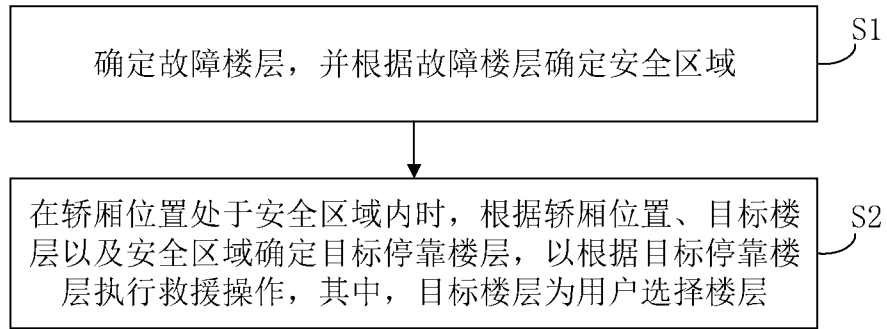 确定故障楼层，并根据故障楼层确定安全区域
S1
在轿厢位置处于安全区域内时，根据轿厢位置、目标楼
层以及安全区域确定目标停靠楼层，以根据目标停靠楼
层执行救援操作，其中，目标楼层为用户选择楼层
S2